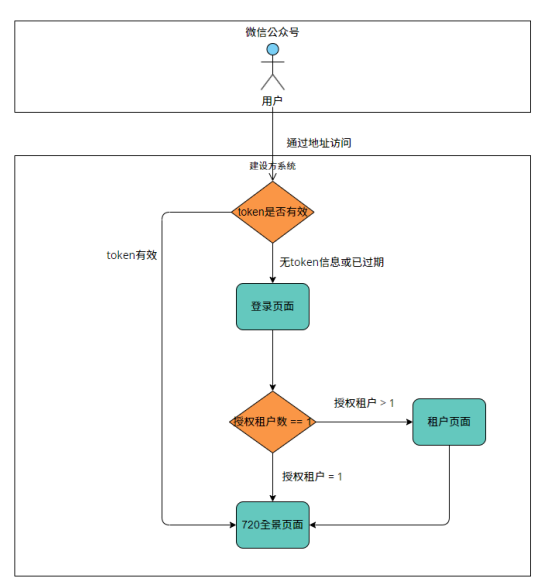 微信公众号
用户
通过地址访问
建设方系统
token是否有效
token有效
无token信息或已过期
登录页面
授权租户 > 1
授权租户数 == 1
租户页面
授权租户 = 1
720全景页面